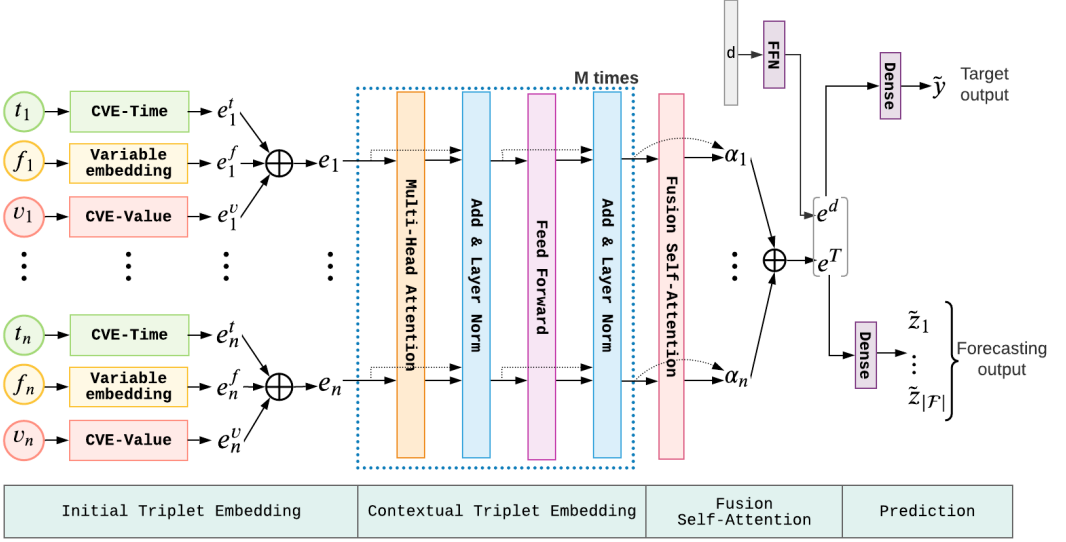 d
FFN
Dense
ỹ
Target
output
M times
t₁
CVE-Time
e₁ᵗ
f₁
Variable
embedding
e₁ᶠ
e₁
v₁
CVE-Value
e₁ᵛ
Multi-Head Attention
Add & Layer Norm
Feed Forward
Add & Layer Norm
Fusion Self-Attention
α₁
eᵈ
eᵀ
tₙ
CVE-Time
eₙᵗ
fₙ
Variable
embedding
eₙᶠ
eₙ
vₙ
CVE-Value
eₙᵛ
αₙ
Dense
z̃₁
z̃|𝓕|
Forecasting
output
Initial Triplet Embedding
Contextual Triplet Embedding
Fusion
Self-Attention
Prediction